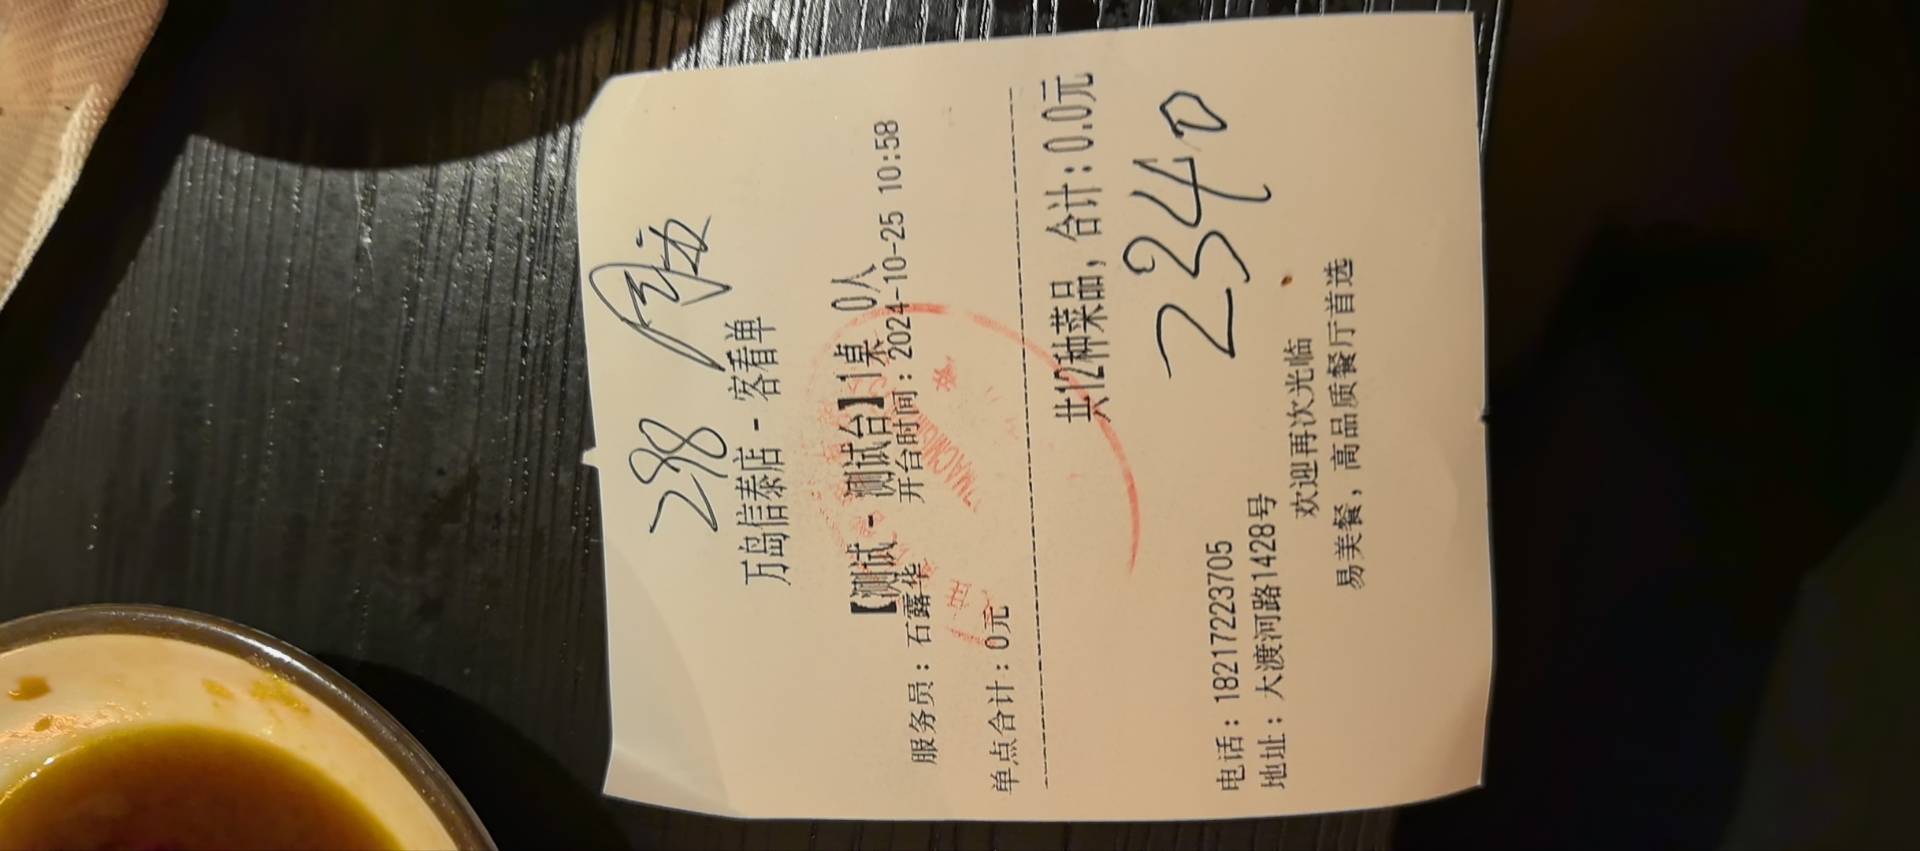 298
万岛信泰店 - 客看单
【测试 - 测试台】1桌 0人
服务员：石露华 开台时间：2024-10-25 10:58
单点合计：0元
共12种菜品，合计：0.0元
2340
电话：18217223705
地址：大渡河路1428号
欢迎再次光临
易美餐，高品质餐厅首选